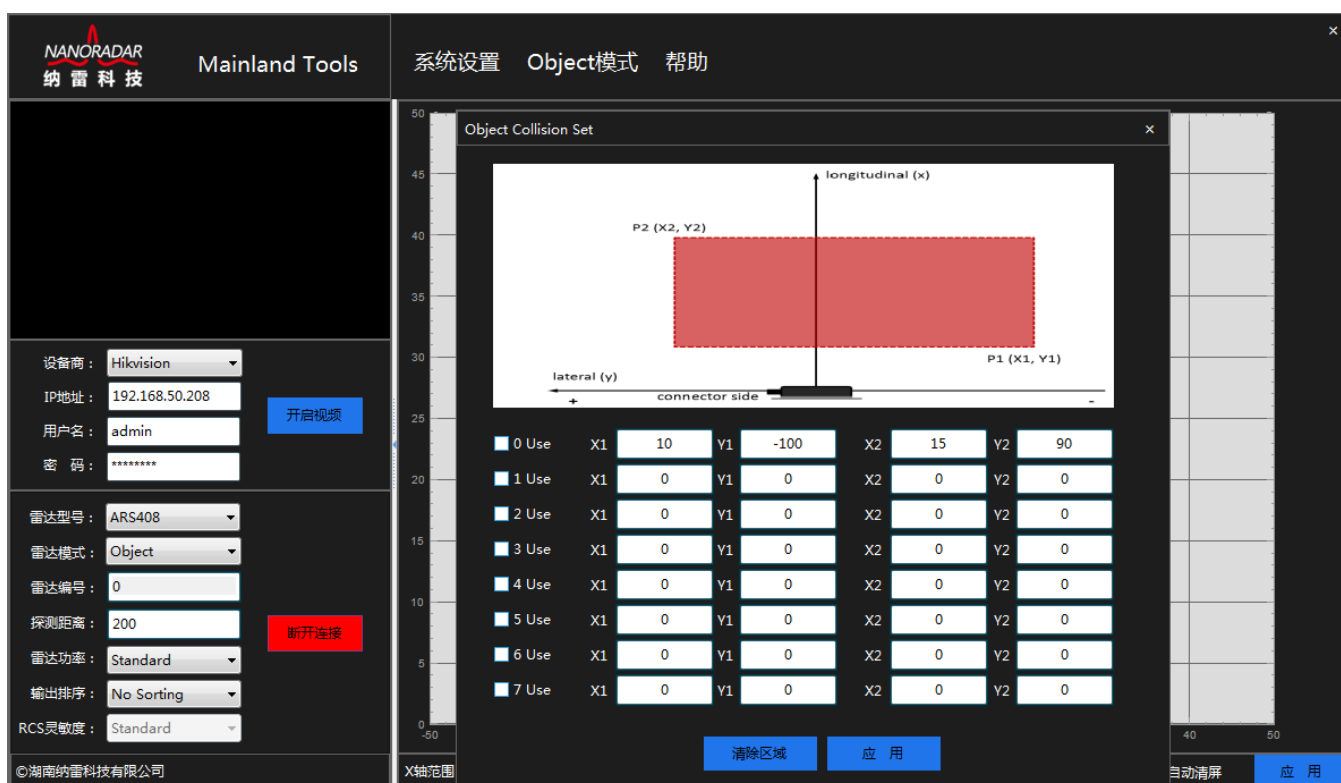 NANORADAR
纳雷科技
Mainland Tools
系统设置 Object模式 帮助
×
设备商： Hikvision
IP地址： 192.168.50.208
用户名： admin
密 码： ********
开启视频
雷达型号： ARS408
雷达模式： Object
雷达编号： 0
探测距离： 200
雷达功率： Standard
输出排序： No Sorting
RCS灵敏度： Standard
断开连接
©湖南纳雷科技有限公司
50
45
40
35
30
25
20
15
10
5
0
-50
40
50
Object Collision Set ×
longitudinal (x)
P2 (X2, Y2)
P1 (X1, Y1)
lateral (y)
connector side
+
-
0 Use X1 10 Y1 -100 X2 15 Y2 90
1 Use X1 0 Y1 0 X2 0 Y2 0
2 Use X1 0 Y1 0 X2 0 Y2 0
3 Use X1 0 Y1 0 X2 0 Y2 0
4 Use X1 0 Y1 0 X2 0 Y2 0
5 Use X1 0 Y1 0 X2 0 Y2 0
6 Use X1 0 Y1 0 X2 0 Y2 0
7 Use X1 0 Y1 0 X2 0 Y2 0
清除区域 应 用
X轴范围
自动清屏 应 用